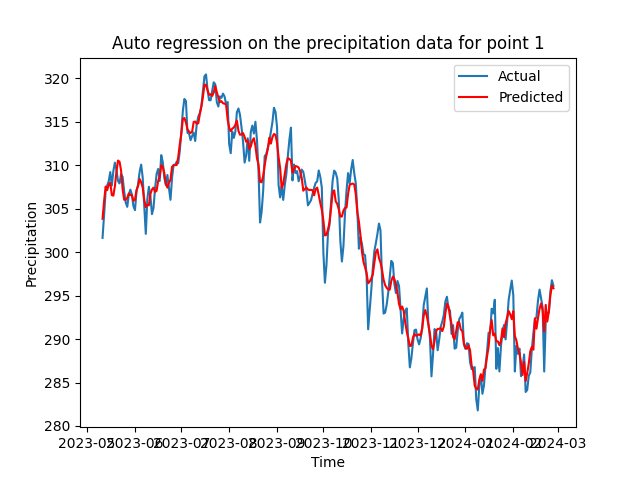 Auto regression on the precipitation data for point 1
Actual
Predicted
Precipitation
320
315
310
305
300
295
290
285
280
2023-05 2023-06 2023-07 2023-08 2023-09 2023-10 2023-11 2023-12 2024-01 2024-02 2024-03
Time